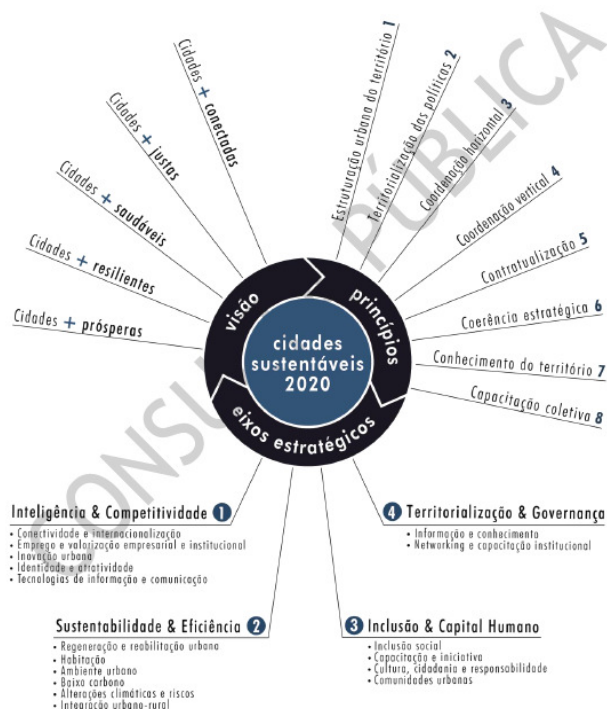 Cidades + conectadas
Cidades + justas
Cidades + saudáveis
Cidades + resilientes
Cidades + prósperas
Estruturação urbana do território 1
Territorialização das políticas 2
Coordenação horizontal 3
Coordenação vertical 4
Contratualização 5
Coerência estratégica 6
Conhecimento do território 7
Capacitação coletiva 8
visão
princípios
eixos estratégicos
cidades
sustentáveis
2020
Inteligência & Competitividade 1
• Conectividade e internacionalização
• Emprego e valorização empresarial e institucional
• Inovação urbana
• Identidade e atratividade
• Tecnologias de informação e comunicação
4 Territorialização & Governança
• Informação e conhecimento
• Networking e capacitação institucional
Sustentabilidade & Eficiência 2
• Regeneração e reabilitação urbana
• Habitação
• Ambiente urbano
• Baixo carbono
• Alterações climáticas e riscos
• Integração urbano-rural
3 Inclusão & Capital Humano
• Inclusão social
• Capacitação e iniciativa
• Cultura, cidadania e responsabilidade
• Comunidades urbanas
PÚBLICA